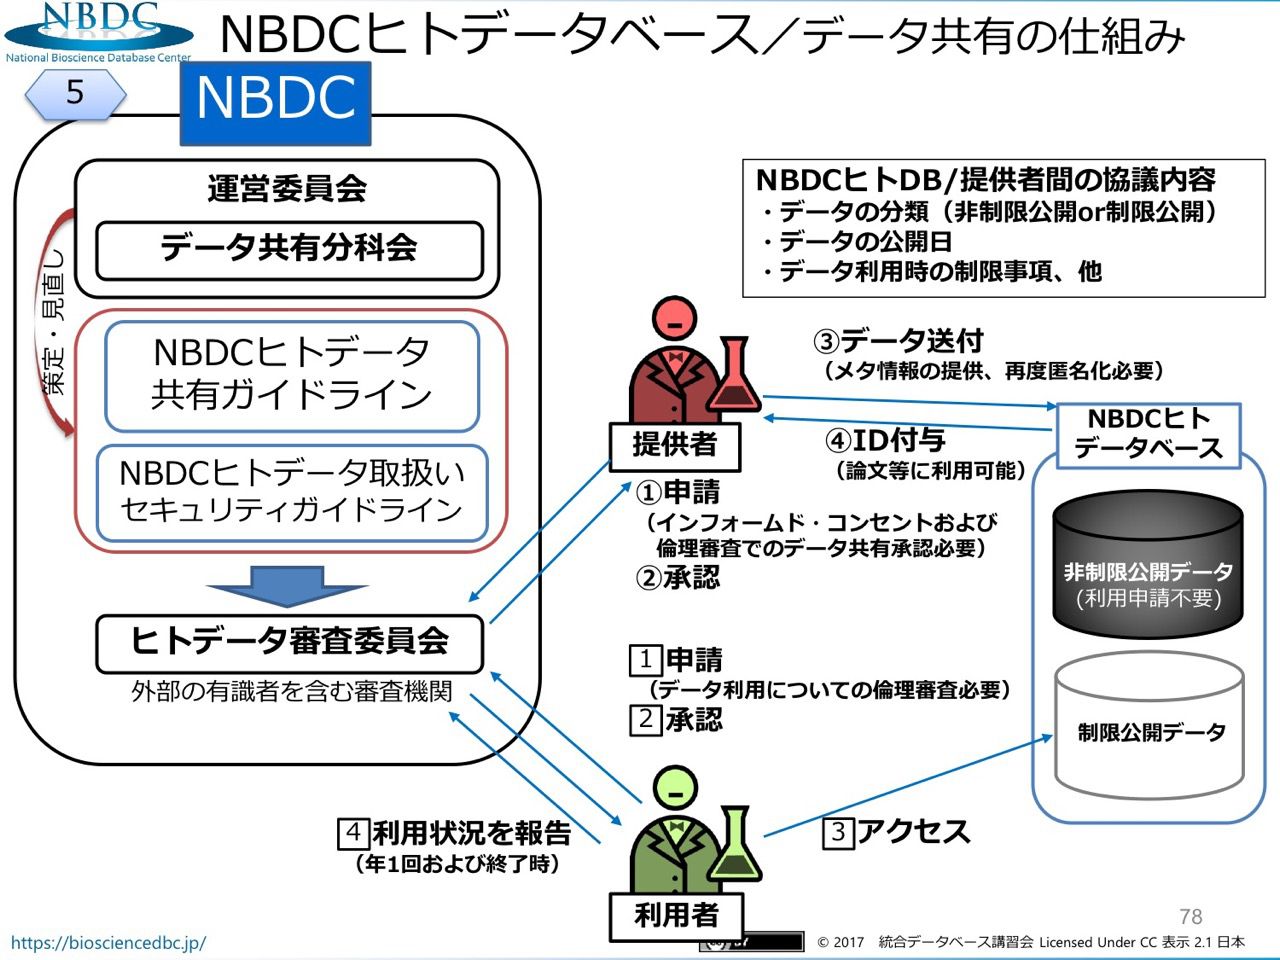 NBDC
National Bioscience Database Center
NBDCヒトデータベース／データ共有の仕組み
5
NBDC
運営委員会
データ共有分科会
策定・見直し
NBDCヒトデータ
共有ガイドライン
NBDCヒトデータ取扱い
セキュリティガイドライン
ヒトデータ審査委員会
外部の有識者を含む審査機関
NBDCヒトDB/提供者間の協議内容
・データの分類（非制限公開or制限公開）
・データの公開日
・データ利用時の制限事項、他
③データ送付
（メタ情報の提供、再度匿名化必要）
提供者
④ID付与
（論文等に利用可能）
①申請
（インフォームド・コンセントおよび
倫理審査でのデータ共有承認必要）
②承認
NBDCヒト
データベース
非制限公開データ
(利用申請不要)
制限公開データ
1 申請
（データ利用についての倫理審査必要）
2 承認
3 アクセス
4 利用状況を報告
（年1回および終了時）
利用者
78
https://biosciencedbc.jp/
© 2017 統合データベース講習会 Licensed Under CC 表示 2.1 日本